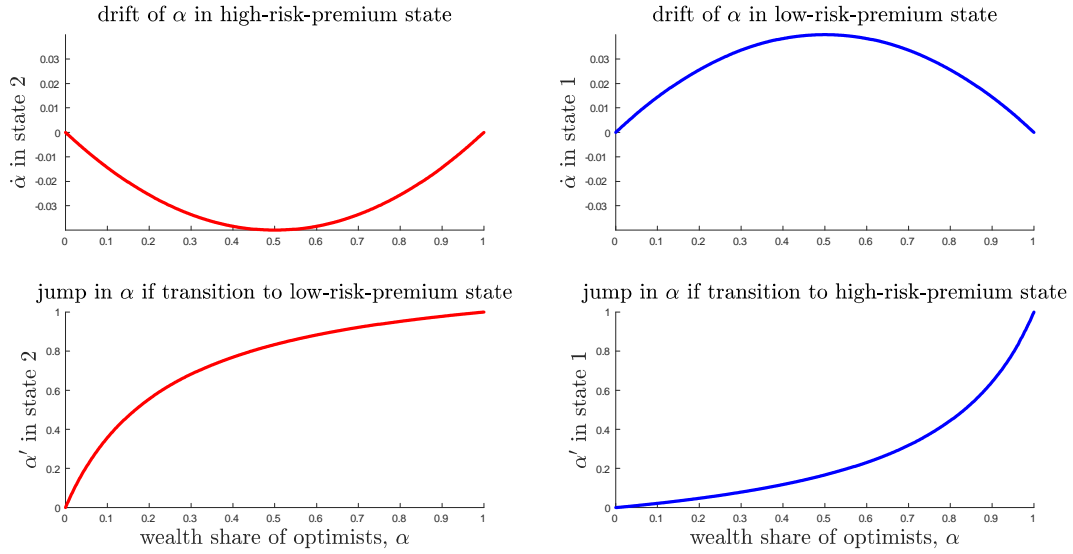 drift of α in high-risk-premium state
α̇ in state 2
0.03
0.02
0.01
0
-0.01
-0.02
-0.03
0 0.1 0.2 0.3 0.4 0.5 0.6 0.7 0.8 0.9 1
drift of α in low-risk-premium state
α̇ in state 1
0.03
0.02
0.01
0
-0.01
-0.02
-0.03
0 0.1 0.2 0.3 0.4 0.5 0.6 0.7 0.8 0.9 1
jump in α if transition to low-risk-premium state
α′ in state 2
1
0.8
0.6
0.4
0.2
0
0 0.1 0.2 0.3 0.4 0.5 0.6 0.7 0.8 0.9 1
wealth share of optimists, α
jump in α if transition to high-risk-premium state
α′ in state 1
1
0.8
0.6
0.4
0.2
0
0 0.1 0.2 0.3 0.4 0.5 0.6 0.7 0.8 0.9 1
wealth share of optimists, α